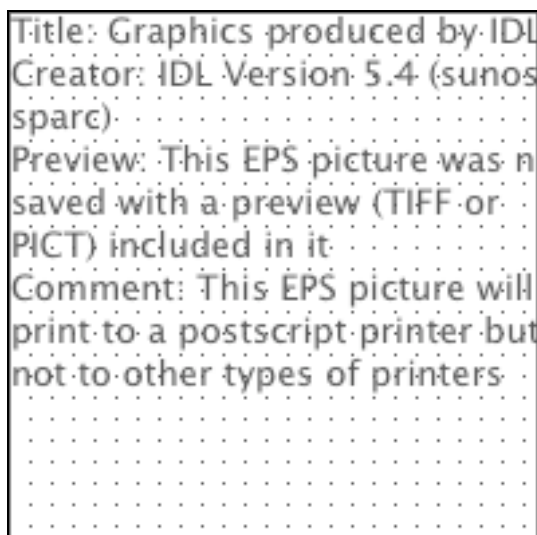 Title: Graphics produced by IDL
Creator: IDL Version 5.4 (sunos
sparc)
Preview: This EPS picture was n
saved with a preview (TIFF or
PICT) included in it
Comment: This EPS picture will
print to a postscript printer but
not to other types of printers